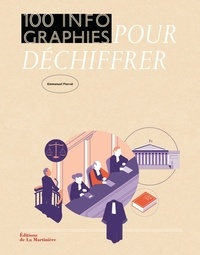 100 INFO
GRAPHIES POUR
DÉCHIFFRER
Emmanuel Pierrat
Éditions
de La Martinière